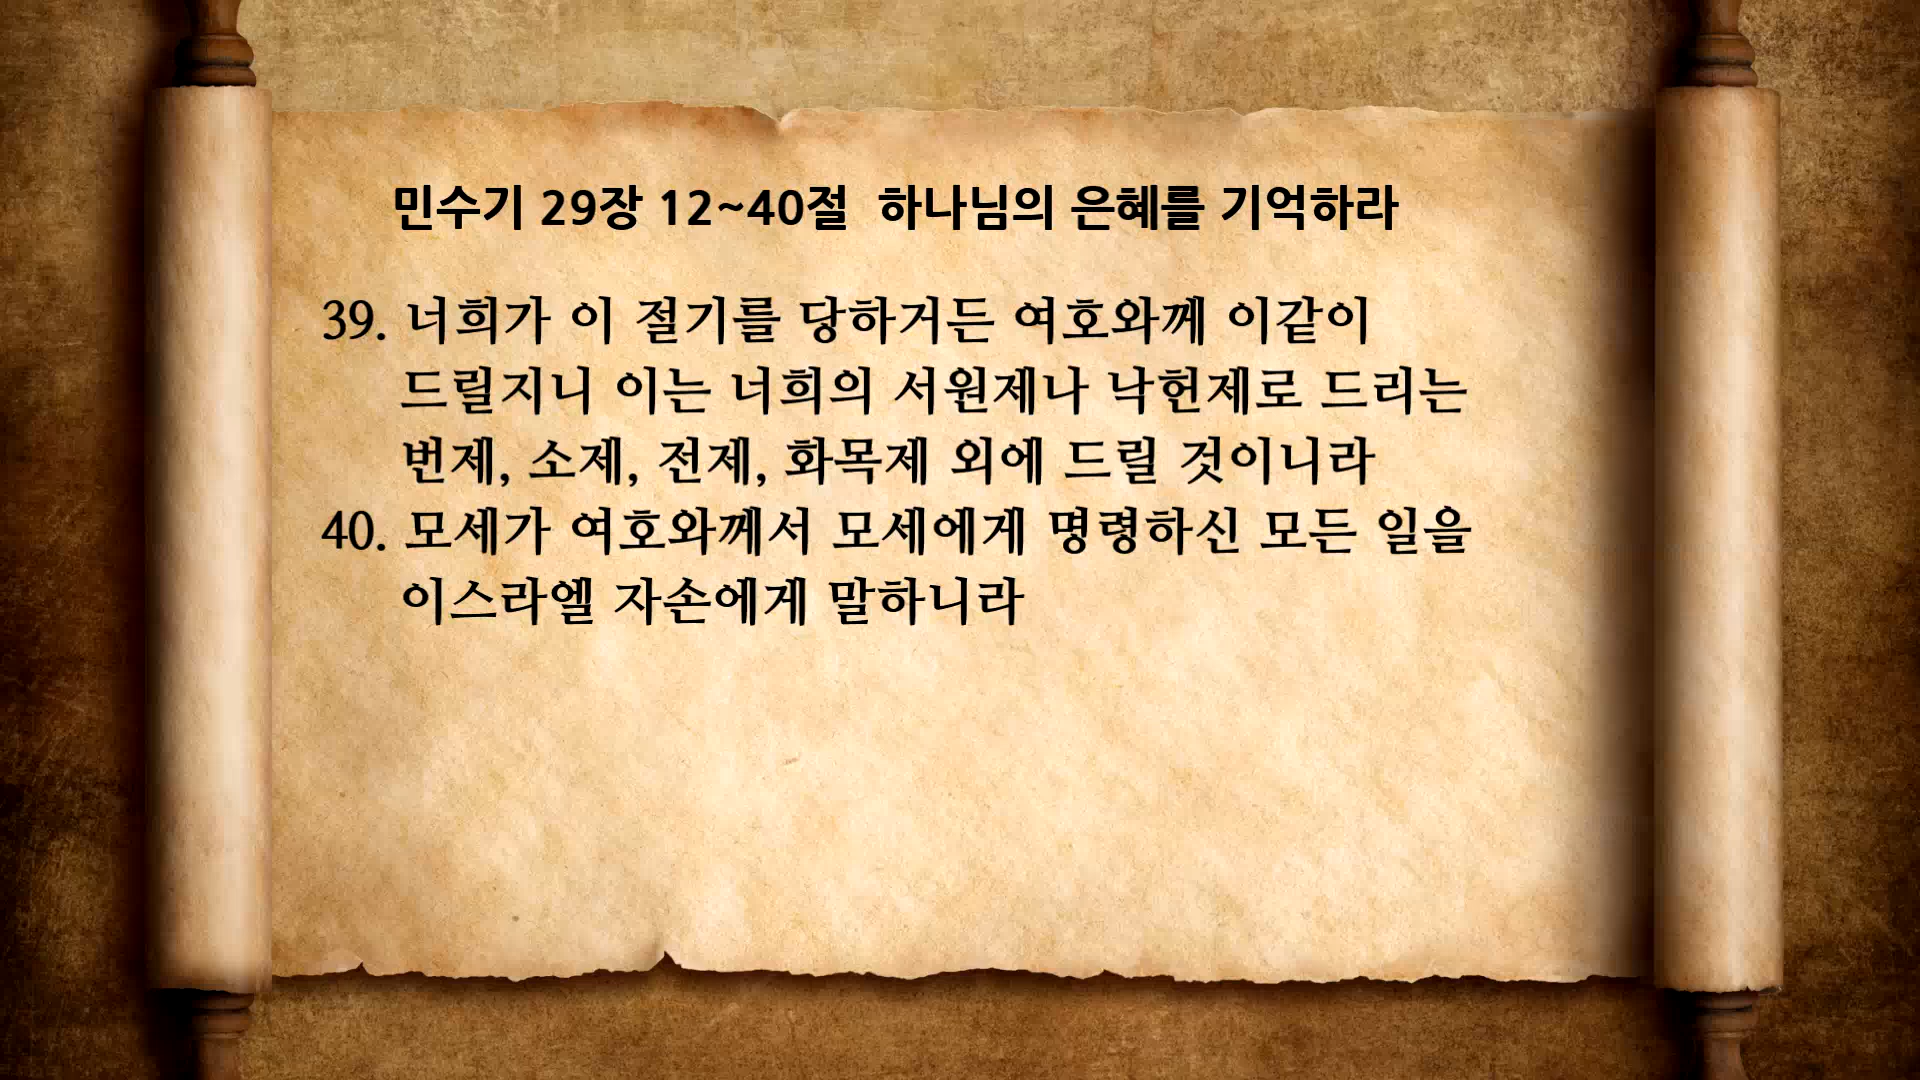 민수기 29장 12~40절  하나님의 은혜를 기억하라
39. 너희가 이 절기를 당하거든 여호와께 이같이
드릴지니 이는 너희의 서원제나 낙헌제로 드리는
번제, 소제, 전제, 화목제 외에 드릴 것이니라
40. 모세가 여호와께서 모세에게 명령하신 모든 일을
이스라엘 자손에게 말하니라